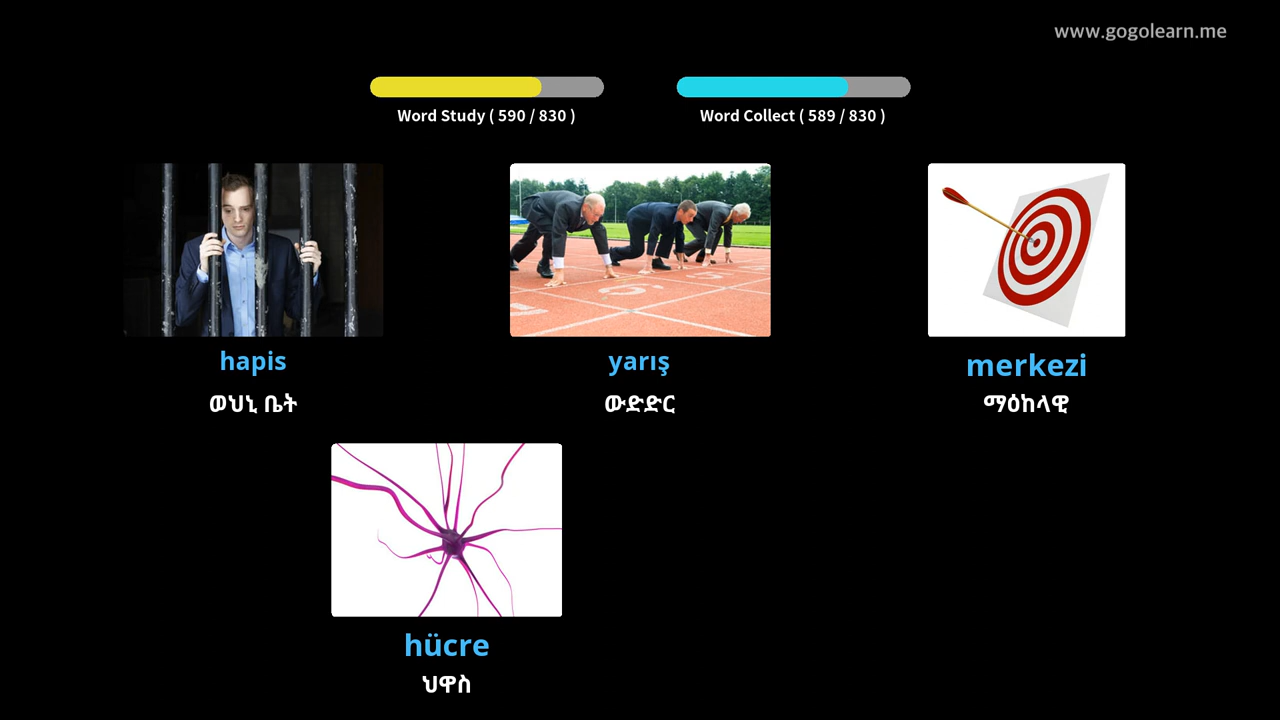 www.gogolearn.me
Word Study ( 590 / 830 )
Word Collect ( 589 / 830 )
hapis
ወህኒ ቤት
yarış
ውድድር
merkezi
ማዕከላዊ
hücre
ህዋስ